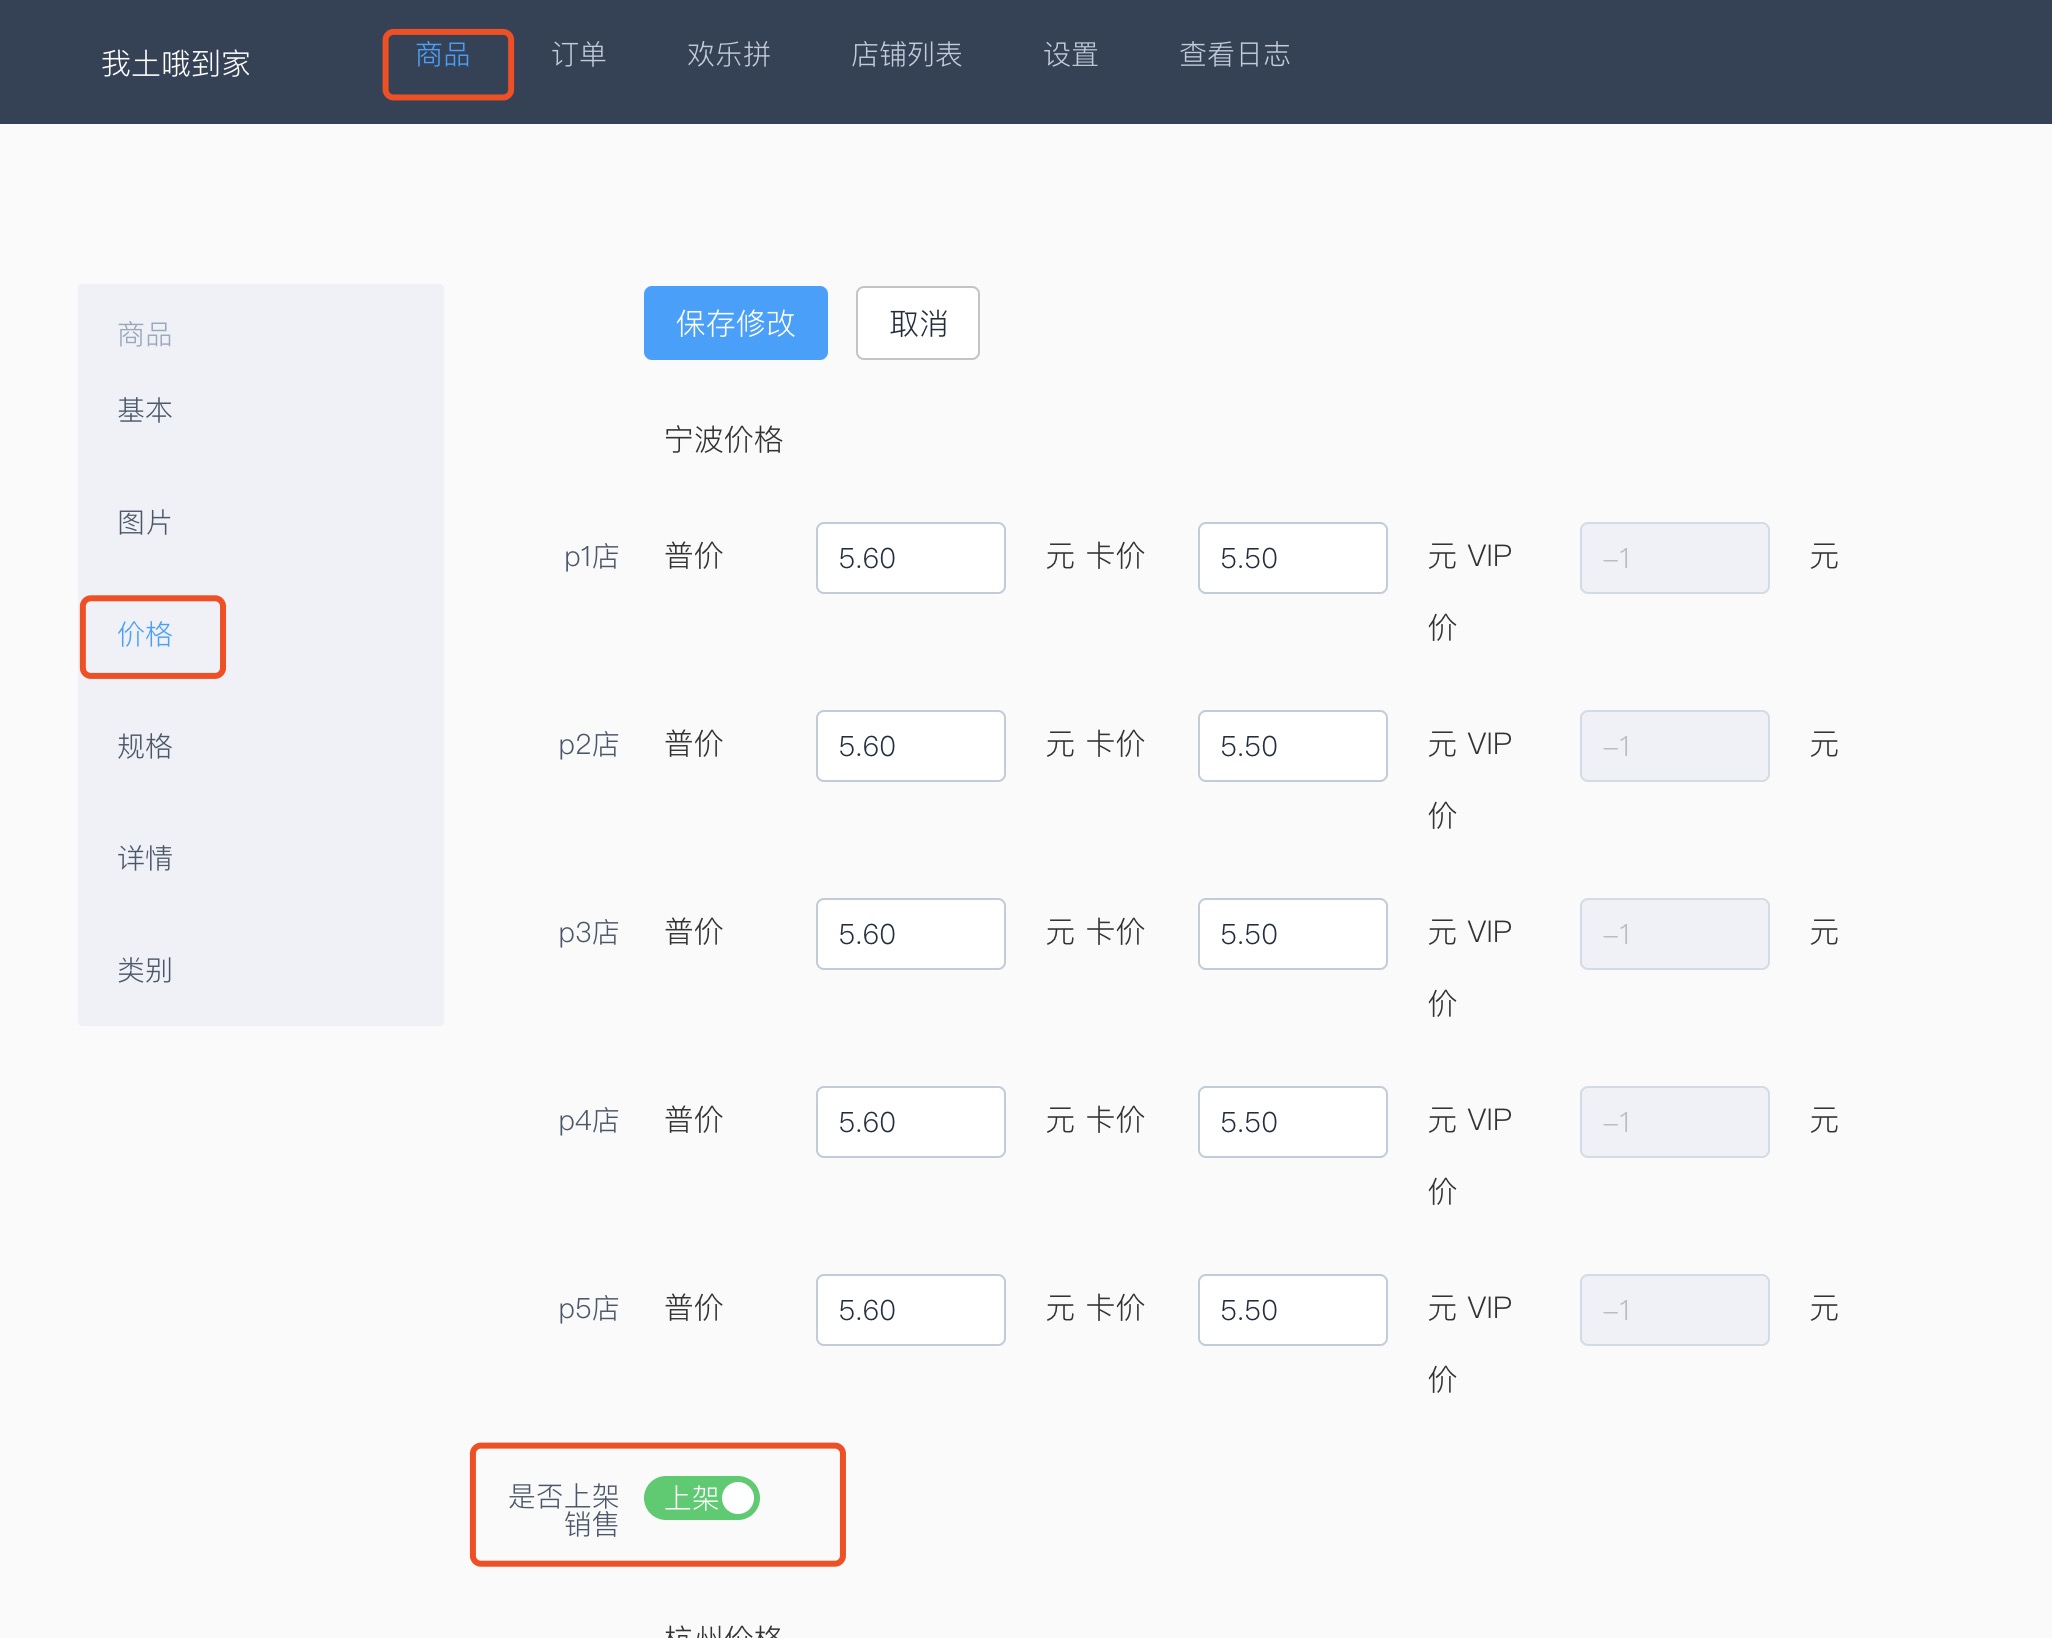 我土哦到家 商品 订单 欢乐拼 店铺列表 设置 查看日志
商品
基本
图片
价格
规格
详情
类别
保存修改 取消
宁波价格
p1店 普价 5.60 元 卡价 5.50 元 VIP价 -1 元
p2店 普价 5.60 元 卡价 5.50 元 VIP价 -1 元
p3店 普价 5.60 元 卡价 5.50 元 VIP价 -1 元
p4店 普价 5.60 元 卡价 5.50 元 VIP价 -1 元
p5店 普价 5.60 元 卡价 5.50 元 VIP价 -1 元
是否上架 上架
销售
杭州价格